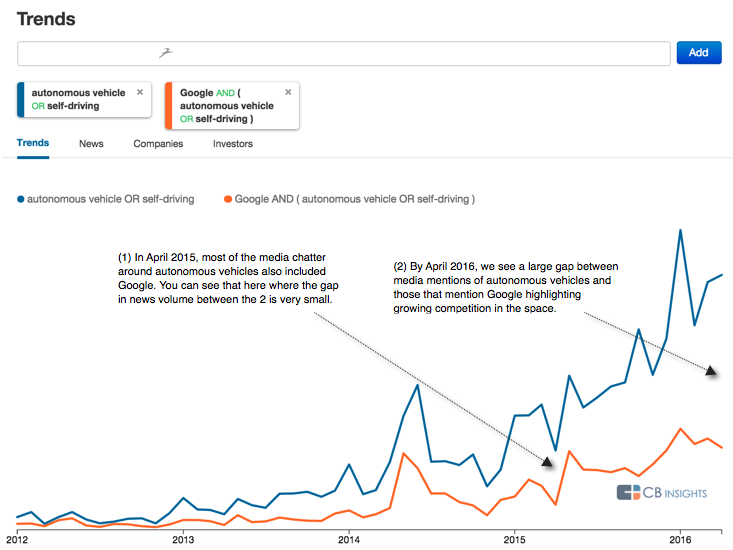 Trends
Add
autonomous vehicle
OR self-driving
×
Google AND (
autonomous vehicle
OR self-driving )
×
Trends News Companies Investors
autonomous vehicle OR self-driving Google AND ( autonomous vehicle OR self-driving )
(1) In April 2015, most of the media chatter
around autonomous vehicles also included
Google. You can see that here where the gap
in news volume between the 2 is very small.
(2) By April 2016, we see a large gap between
media mentions of autonomous vehicles and
those that mention Google highlighting
growing competition in the space.
CB INSIGHTS
2012 2013 2014 2015 2016